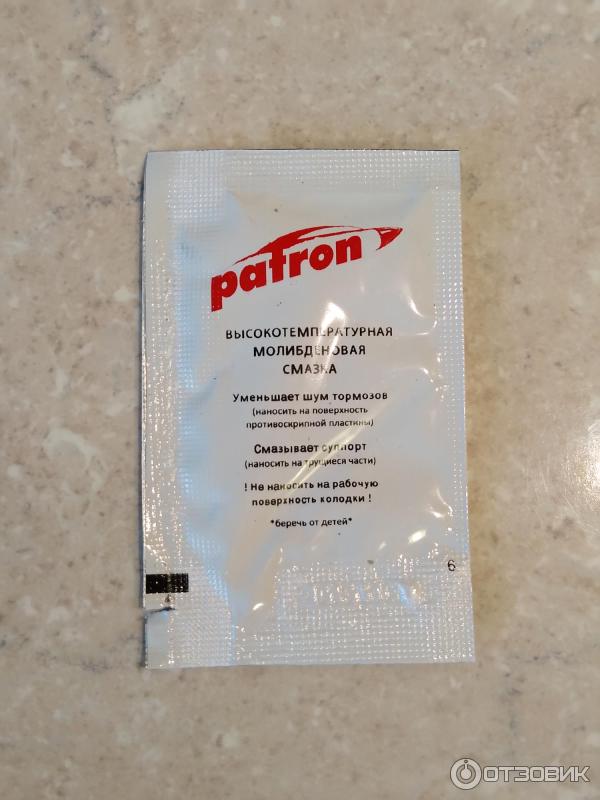 patron
ВЫСОКОТЕМПЕРАТУРНАЯ
МОЛИБДЕНОВАЯ
СМАЗКА
Уменьшает шум тормозов
(наносить на поверхность
противоскрипной пластины)
Смазывает суппорт
(наносить на трущиеся части)
! Не наносить на рабочую
поверхность колодки !
*беречь от детей*
6
ОТЗОВИК